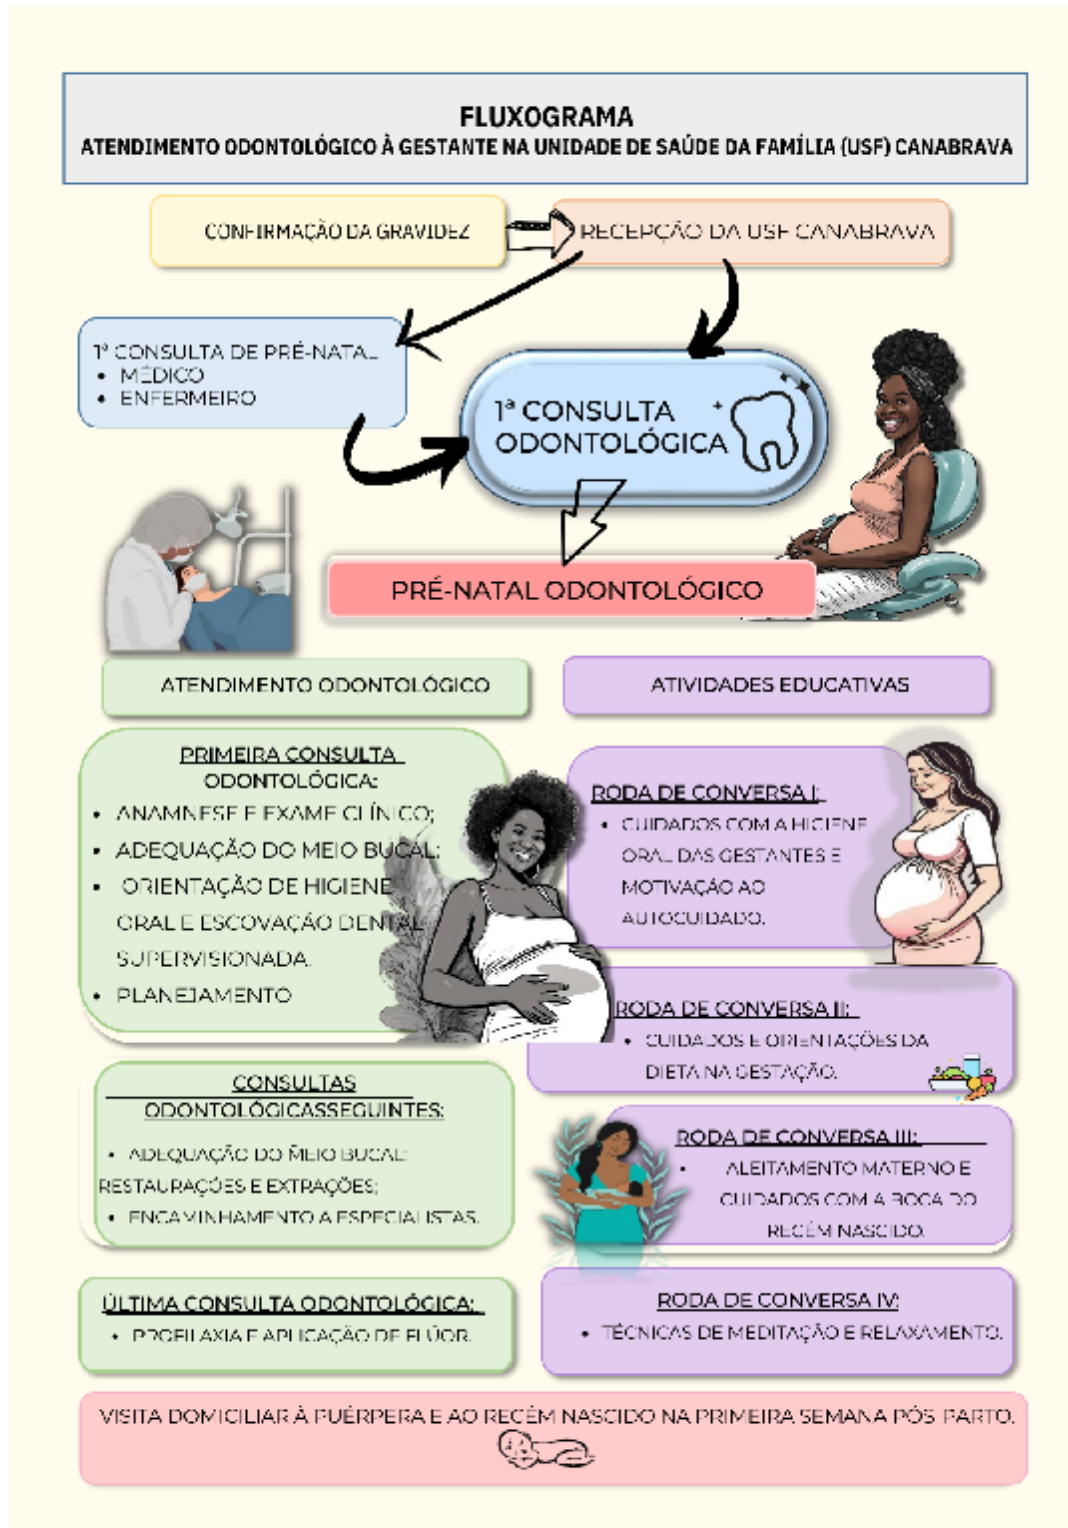 FLUXOGRAMA
ATENDIMENTO ODONTOLÓGICO À GESTANTE NA UNIDADE DE SAÚDE DA FAMÍLIA (USF) CANABRAVA
CONFIRMAÇÃO DA GRAVIDEZ
RECEPÇÃO DA USF CANABRAVA
1ª CONSULTA DE PRÉ-NATAL
• MÉDICO
• ENFERMEIRO
1ª CONSULTA
ODONTOLÓGICA
PRÉ-NATAL ODONTOLÓGICO
ATENDIMENTO ODONTOLÓGICO
PRIMEIRA CONSULTA
ODONTOLÓGICA:
• ANAMNESE E EXAME CLÍNICO;
• ADEQUAÇÃO DO MEIO BUCAL;
• ORIENTAÇÃO DE HIGIENE
ORAL E ESCOVAÇÃO DENTAL
SUPERVISIONADA.
• PLANEJAMENTO
CONSULTAS
ODONTOLÓGICASSEGUINTES:
• ADEQUAÇÃO DO MEIO BUCAL:
RESTAURAÇÕES E EXTRAÇÕES;
• ENCAMINHAMENTO A ESPECIALISTAS.
ÚLTIMA CONSULTA ODONTOLÓGICA:
• PROFILAXIA E APLICAÇÃO DE FLÚOR.
ATIVIDADES EDUCATIVAS
RODA DE CONVERSA I:
• CUIDADOS COM A HIGIENE
ORAL DAS GESTANTES E
MOTIVAÇÃO AO
AUTOCUIDADO.
RODA DE CONVERSA II:
• CUIDADOS E ORIENTAÇÕES DA
DIETA NA GESTAÇÃO.
RODA DE CONVERSA III:
• ALEITAMENTO MATERNO E
CUIDADOS COM A BOCA DO
RECÉM NASCIDO.
RODA DE CONVERSA IV:
• TÉCNICAS DE MEDITAÇÃO E RELAXAMENTO.
VISITA DOMICILIAR À PUÉRPERA E AO RECÉM NASCIDO NA PRIMEIRA SEMANA PÓS-PARTO.